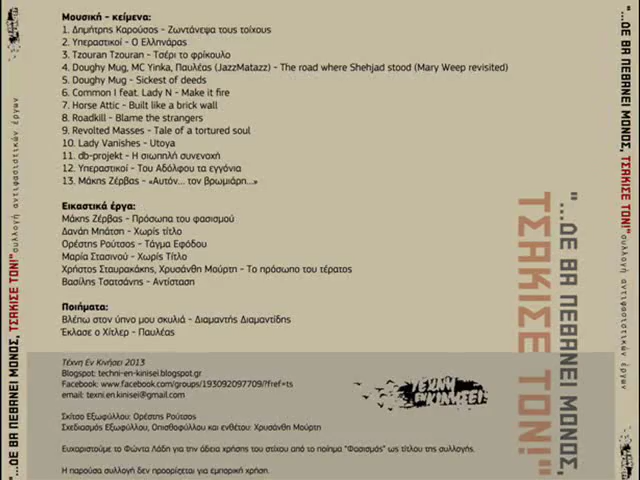 Μουσική - κείμενα:
1. Δημήτρης Καρούσος - Ζωντάνεψα τους τοίχους
2. Υπεραστικοί - Ο Ελληνάρας
3. Tzouran Tzouran - Τσέρι το φρίκουλο
4. Doughy Mug, MC Yinka, Παυλέας (JazzMatazz) - The road where Shehjad stood (Mary Weep revisited)
5. Doughy Mug - Sickest of deeds
6. Common I feat. Lady N - Make it fire
7. Horse Attic - Built like a brick wall
8. Roadkill - Blame the strangers
9. Revolted Masses - Tale of a tortured soul
10. Lady Vanishes - Utoya
11. db-projekt - Η σιωπηλή συνενοχή
12. Υπεραστικοί - Του Αδόλφου τα εγγόνια
13. Μάκης Ζέρβας - «Αυτόν... τον βρωμιάρη...»
Εικαστικά έργα:
Μάκης Ζέρβας - Πρόσωπα του φασισμού
Δανάη Μπάτση - Χωρίς τίτλο
Ορέστης Ρούτσος - Τάγμα Εφόδου
Μαρία Στασινού - Χωρίς Τίτλο
Χρήστος Σταυρακάκης, Χρυσάνθη Μούρτη - Το πρόσωπο του τέρατος
Βασίλης Τσατσάνης - Αντίσταση
Ποιήματα:
Βλέπω στον ύπνο μου σκυλιά - Διαμαντής Διαμαντίδης
Έκλασε ο Χίτλερ - Παυλέας
Τέχνη Εν Κινήσει 2013
Blogspot: techni-en-kinisei.blogspot.gr
Facebook: www.facebook.com/groups/193092097709/?fref=ts
email: texni.en.kinisei@gmail.com
Σκίτσο Εξωφύλλου: Ορέστης Ρούτσος
Σχεδιασμός Εξωφύλλου, Οπισθοφύλλου και ενθέτου: Χρυσάνθη Μούρτη
Ευχαριστούμε το Φώντα Λάδη για την άδεια χρήσης του στίχου από το ποίημα "Φασισμός" ως τίτλου της συλλογής.
Η παρούσα συλλογή δεν προορίζεται για εμπορική χρήση.
ΤΕΧΝΗ
ΕΝ ΚΙΝΗΣΕΙ
"...ΔΕ ΘΑ ΠΕΘΑΝΕΙ ΜΟΝΟΣ,
ΤΣΑΚΙΣΕ ΤΟΝ!"
"...ΔΕ ΘΑ ΠΕΘΑΝΕΙ ΜΟΝΟΣ, ΤΣΑΚΙΣΕ ΤΟΝ!" συλλογή αντιφασιστικών έργων
"...ΔΕ ΘΑ ΠΕΘΑΝΕΙ ΜΟΝΟΣ, ΤΣΑΚΙΣΕ ΤΟΝ!" συλλογή αντιφασιστικών έργων